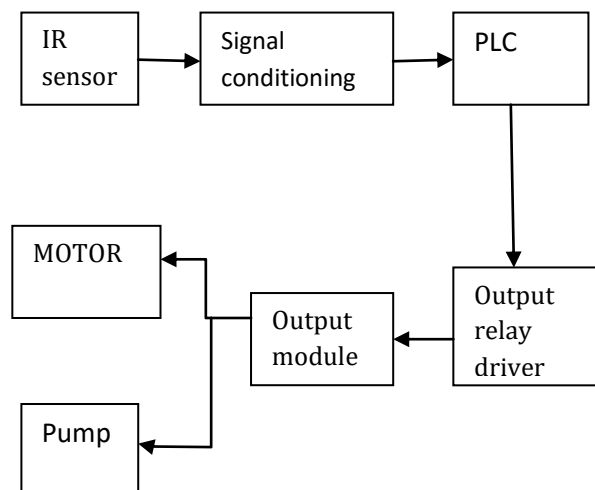 IR
sensor
Signal
conditioning
PLC
MOTOR
Output
module
Output
relay
driver
Pump